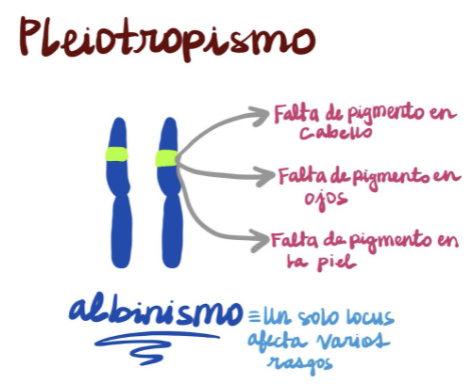 Pleiotropismo
Falta de pigmento en
Cabello
Falta de pigmento en
ojos
Falta de pigmento en
la piel
albinismo ≡ Un solo locus
afecta varios
rasgos